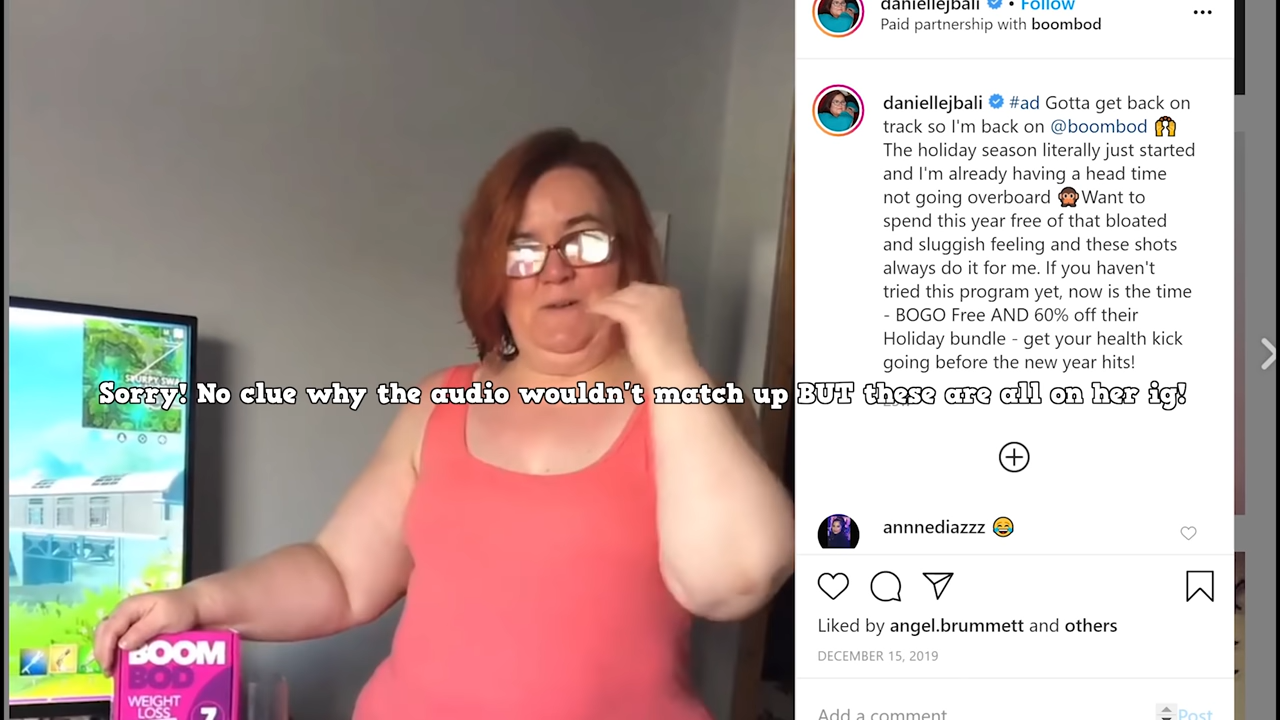 daniellejbali • Follow
Paid partnership with boombod
daniellejbali #ad Gotta get back on
track so I'm back on @boombod 🙌
The holiday season literally just started
and I'm already having a head time
not going overboard 🙊Want to
spend this year free of that bloated
and sluggish feeling and these shots
always do it for me. If you haven't
tried this program yet, now is the time
- BOGO Free AND 60% off their
Holiday bundle - get your health kick
going before the new year hits!
Sorry! No clue why the audio wouldn't match up BUT these are all on her ig!
annnediazzz 😂
Liked by angel.brummett and others
DECEMBER 15, 2019
Add a comment
Post
BOOM
BOD
WEIGHT
LOSS
7